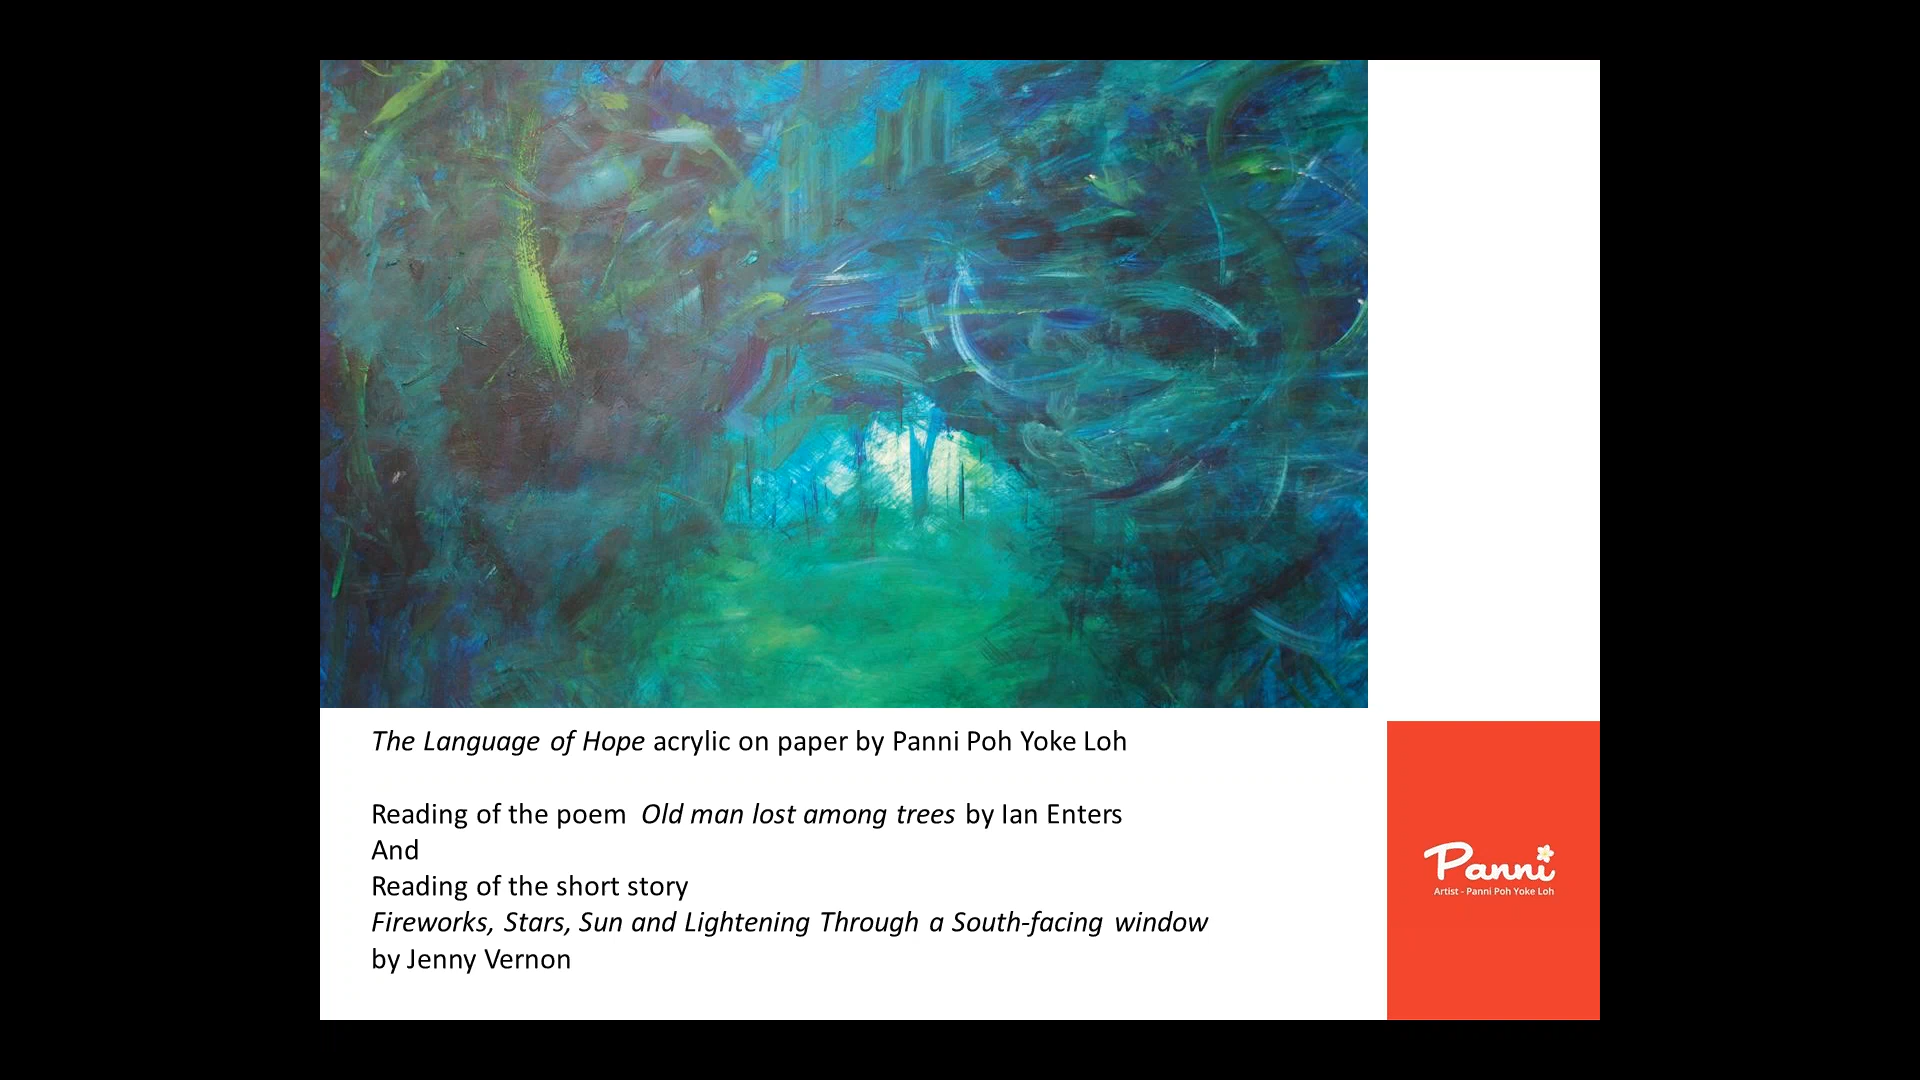 The Language of Hope acrylic on paper by Panni Poh Yoke Loh
Reading of the poem Old man lost among trees by Ian Enters
And
Reading of the short story
Fireworks, Stars, Sun and Lightening Through a South-facing window
by Jenny Vernon
Panni
Artist - Panni Poh Yoke Loh